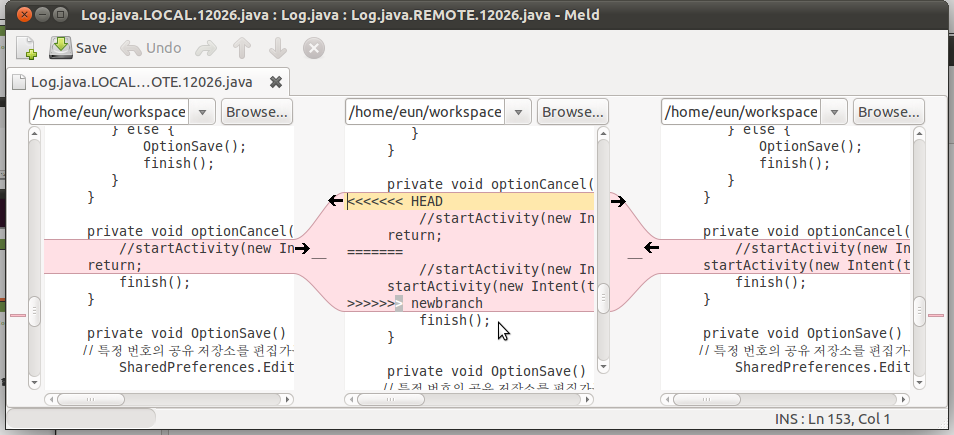 Log.java.LOCAL.12026.java : Log.java : Log.java.REMOTE.12026.java - Meld
Save Undo
Log.java.LOCAL…OTE.12026.java
/home/eun/workspace Browse...
/home/eun/workspace Browse...
/home/eun/workspace Browse...
} else {
OptionSave();
finish();
}
}
private void optionCancel(
//startActivity(new In
return;
finish();
}
private void OptionSave()
// 특정 번호의 공유 저장소를 편집가
SharedPreferences.Edit
}
}
private void optionCancel(
<<<<<<< HEAD
//startActivity(new In
return;
=======
//startActivity(new In
startActivity(new Intent(t
>>>>>>> newbranch
finish();
}
private void OptionSave()
// 특정 번호의 공유 저장소를 편집가
} else {
OptionSave();
finish();
}
}
private void optionCancel(
//startActivity(new In
startActivity(new Intent(t
finish();
}
private void OptionSave()
// 특정 번호의 공유 저장소를 편집가
SharedPreferences.Edit
INS : Ln 153, Col 1